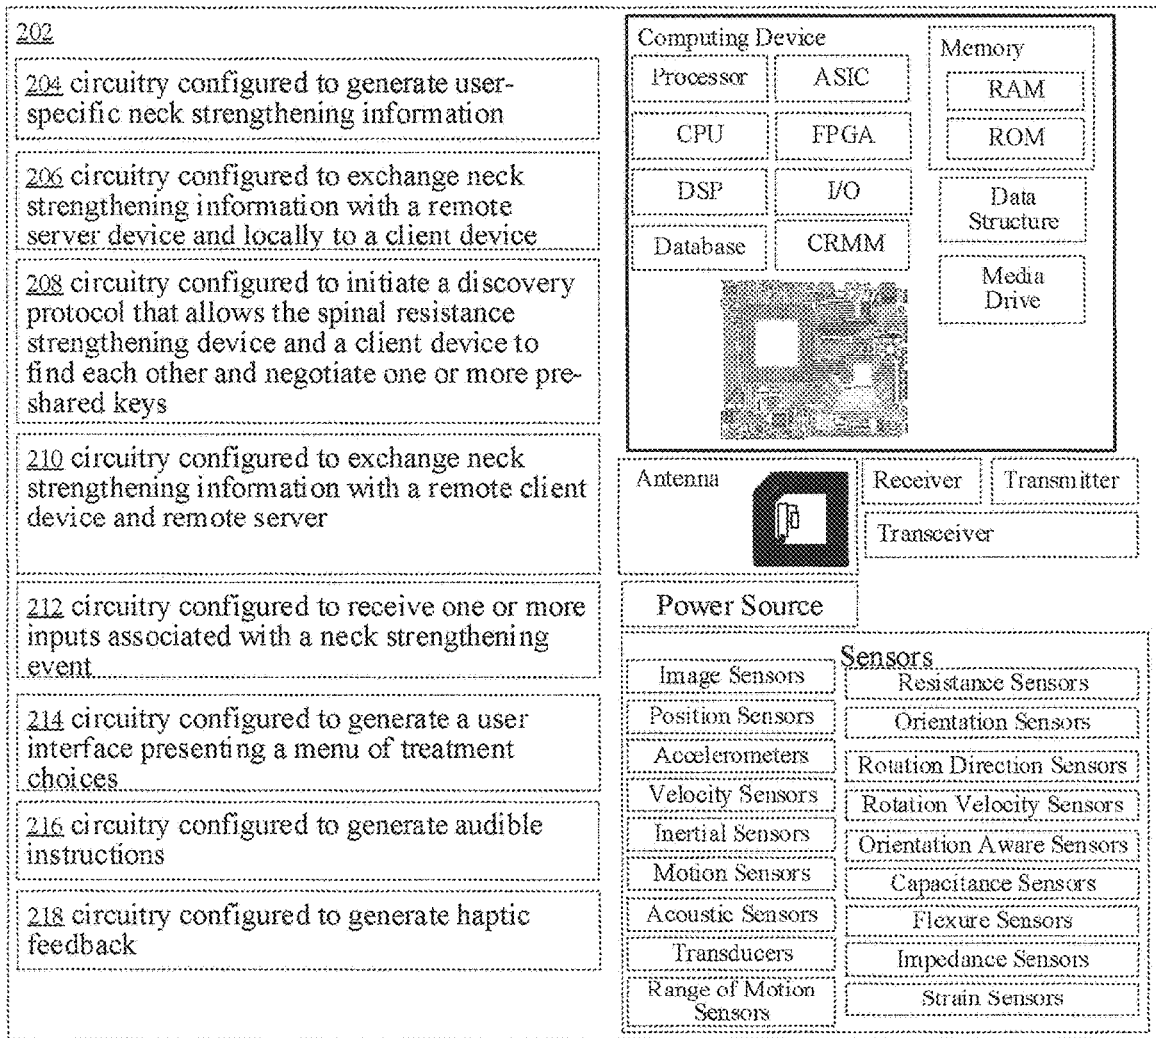 202
204 circuitry configured to generate user-
specific neck strengthening information
206 circuitry configured to exchange neck
strengthening information with a remote
server device and locally to a client device
208 circuitry configured to initiate a discovery
protocol that allows the spinal resistance
strengthening device and a client device to
find each other and negotiate one or more pre-
shared keys
210 circuitry configured to exchange neck
strengthening information with a remote client
device and remote server
212 circuitry configured to receive one or more
inputs associated with a neck strengthening
event
214 circuitry configured to generate a user
interface presenting a menu of treatment
choices
216 circuitry configured to generate audible
instructions
218 circuitry configured to generate haptic
feedback
Computing Device
Processor
ASIC
CPU
FPGA
DSP
I/O
Database
CRMM
Memory
RAM
ROM
Data
Structure
Media
Drive
Antenna
Receiver
Transmitter
Transceiver
Power Source
Sensors
Image Sensors
Position Sensors
Accelerometers
Velocity Sensors
Inertial Sensors
Motion Sensors
Acoustic Sensors
Transducers
Range of Motion
Sensors
Resistance Sensors
Orientation Sensors
Rotation Direction Sensors
Rotation Velocity Sensors
Orientation Aware Sensors
Capacitance Sensors
Flexure Sensors
Impedance Sensors
Strain Sensors